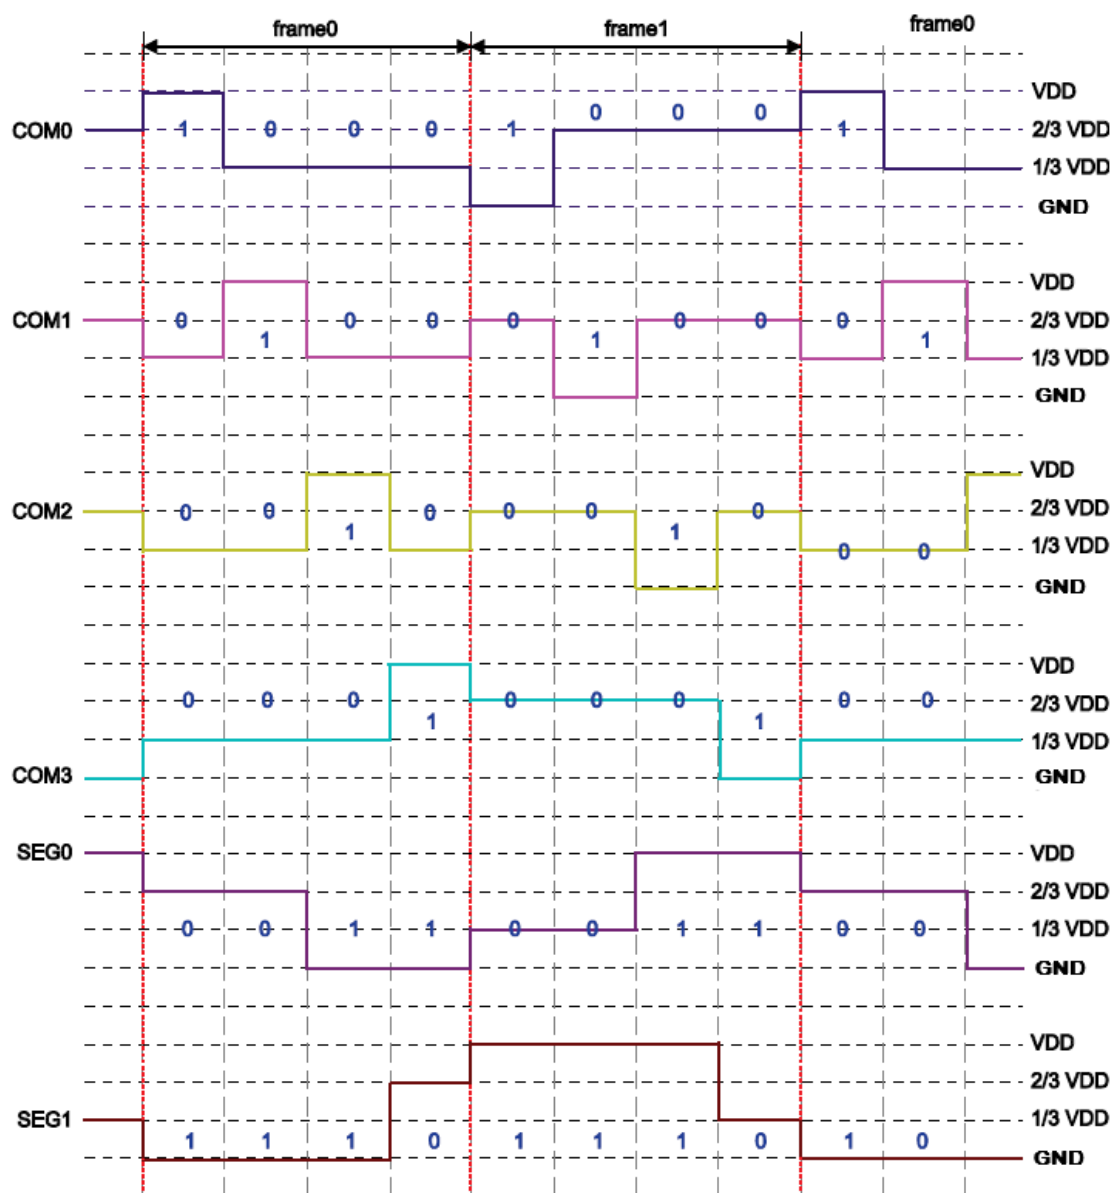 frame0 frame1 frame0
VDD
COM0 1 0 0 0 1 0 0 0 1 2/3 VDD
1/3 VDD
GND
VDD
COM1 0 1 0 0 0 1 0 0 0 1 2/3 VDD
1/3 VDD
GND
VDD
COM2 0 0 1 0 0 0 1 0 0 0 2/3 VDD
1/3 VDD
GND
VDD
0 0 0 1 0 0 0 1 0 0 2/3 VDD
1/3 VDD
COM3 GND
SEG0 VDD
2/3 VDD
0 0 1 1 0 0 1 1 0 0 1/3 VDD
GND
VDD
2/3 VDD
SEG1 1/3 VDD
1 1 1 0 1 1 1 0 1 0 GND